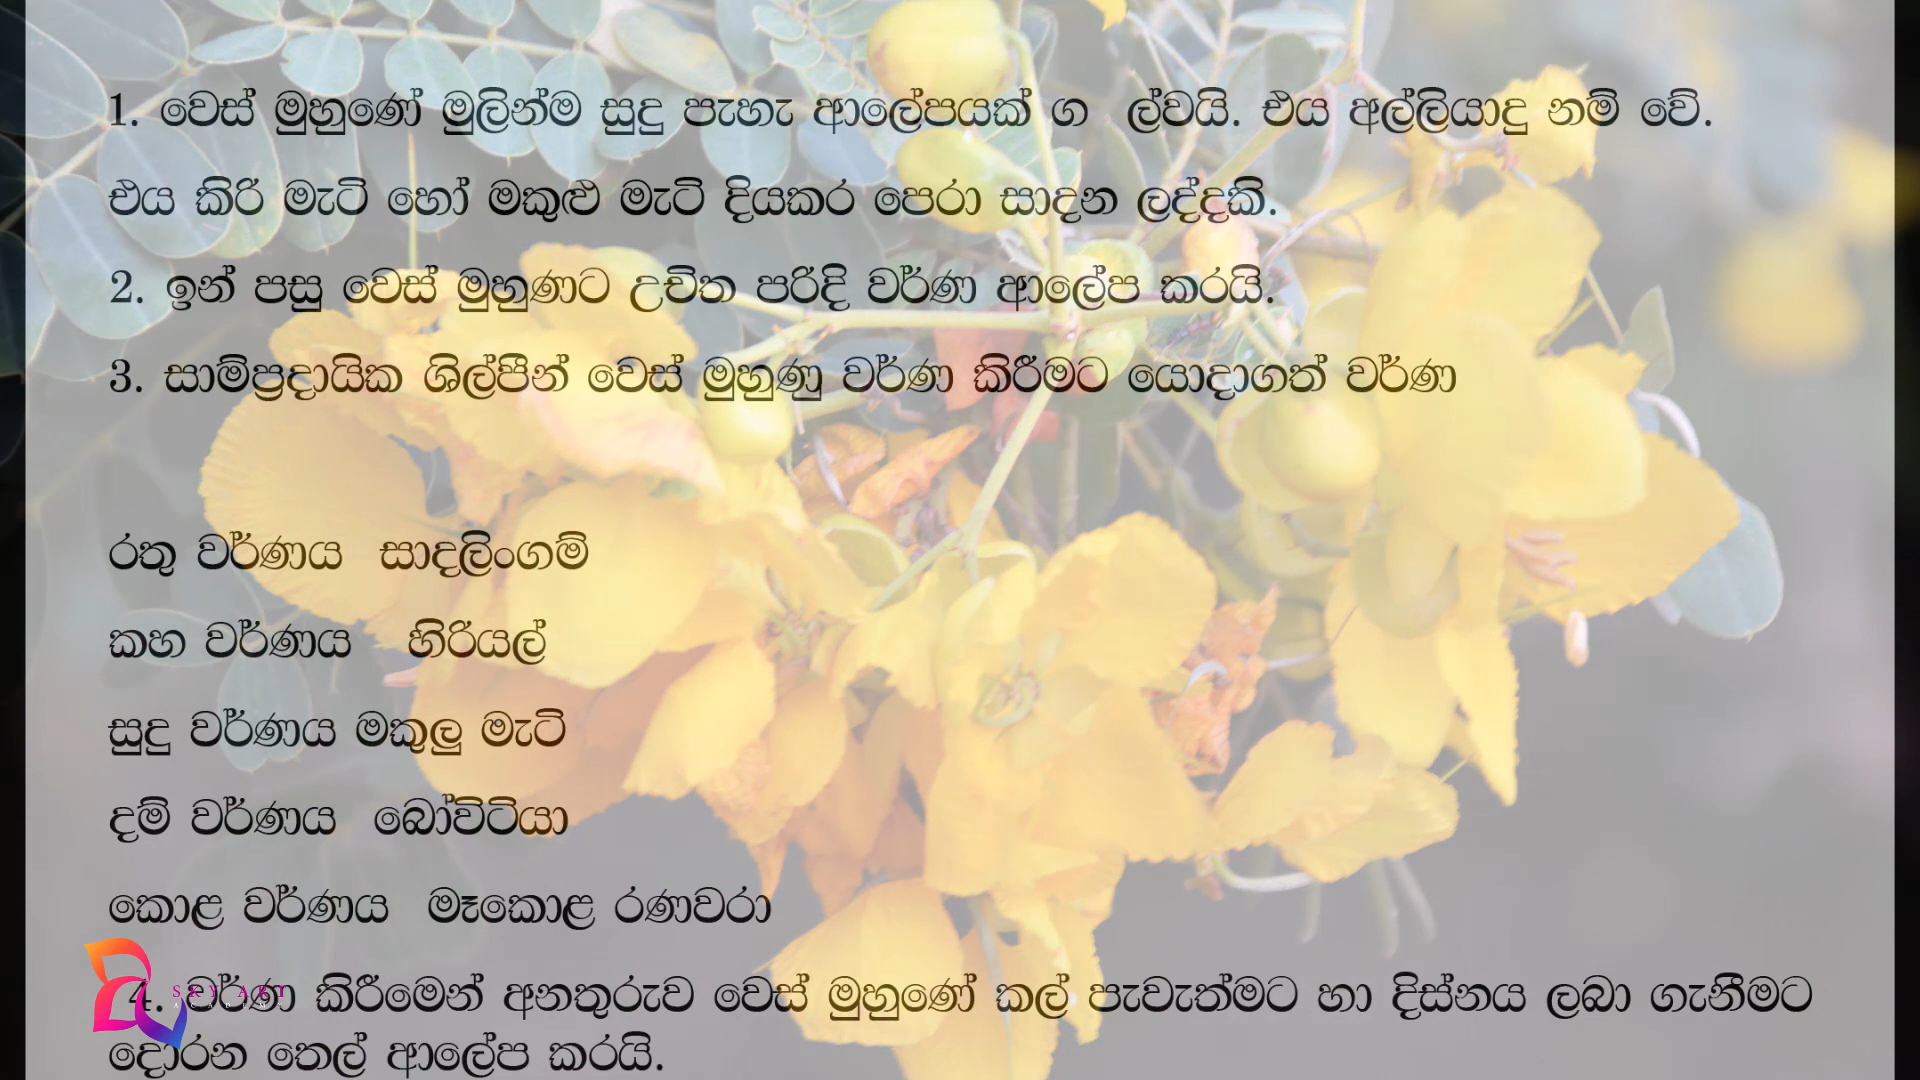 1. වෙස් මුහුණේ මුලින්ම සුදු පැහැ ආලේපයක් ග ල්වයි. එය අල්ලියාදු නම් වේ.
එය කිරි මැටි හෝ මකුළු මැටි දියකර පෙරා සාදන ලද්දකි.
2. ඉන් පසු වෙස් මුහුණට උචිත පරිදි වර්ණ ආලේප කරයි.
3. සාම්ප්‍රදායික ශිල්පීන් වෙස් මුහුණු වර්ණ කිරීමට යොදාගත් වර්ණ
රතු වර්ණය සාදලිංගම්
කහ වර්ණය හිරියල්
සුදු වර්ණය මකුලු මැටි
දම් වර්ණය බෝවිටියා
කොළ වර්ණය මෑකොළ රණවරා
4. වර්ණ කිරීමෙන් අනතුරුව වෙස් මුහුණේ කල් පැවැත්මට හා දිස්නය ලබා ගැනීමට
දොරන තෙල් ආලේප කරයි.
SKY ART
ACADEMY